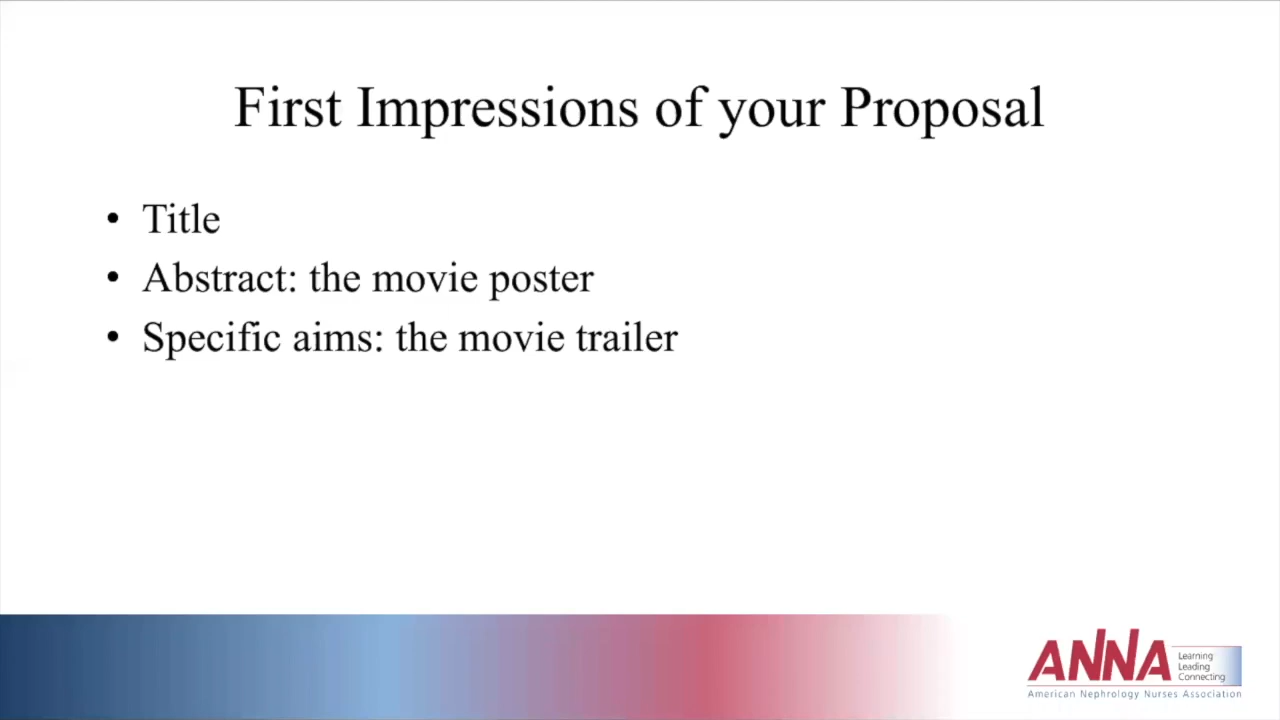 First Impressions of your Proposal
• Title
• Abstract: the movie poster
• Specific aims: the movie trailer
ANNA
Learning
Leading
Connecting
American Nephrology Nurses Association